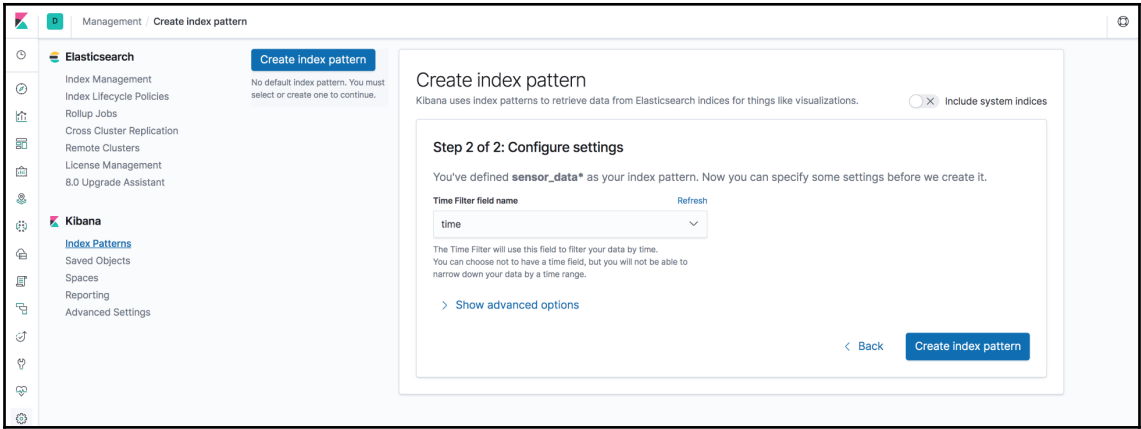 D
Management / Create index pattern
Elasticsearch
Index Management
Index Lifecycle Policies
Rollup Jobs
Cross Cluster Replication
Remote Clusters
License Management
8.0 Upgrade Assistant
Kibana
Index Patterns
Saved Objects
Spaces
Reporting
Advanced Settings
Create index pattern
No default index pattern. You must
select or create one to continue.
Create index pattern
Kibana uses index patterns to retrieve data from Elasticsearch indices for things like visualizations.
Include system indices
Step 2 of 2: Configure settings
You've defined sensor_data* as your index pattern. Now you can specify some settings before we create it.
Time Filter field name
Refresh
time
The Time Filter will use this field to filter your data by time.
You can choose not to have a time field, but you will not be able to
narrow down your data by a time range.
Show advanced options
Back
Create index pattern